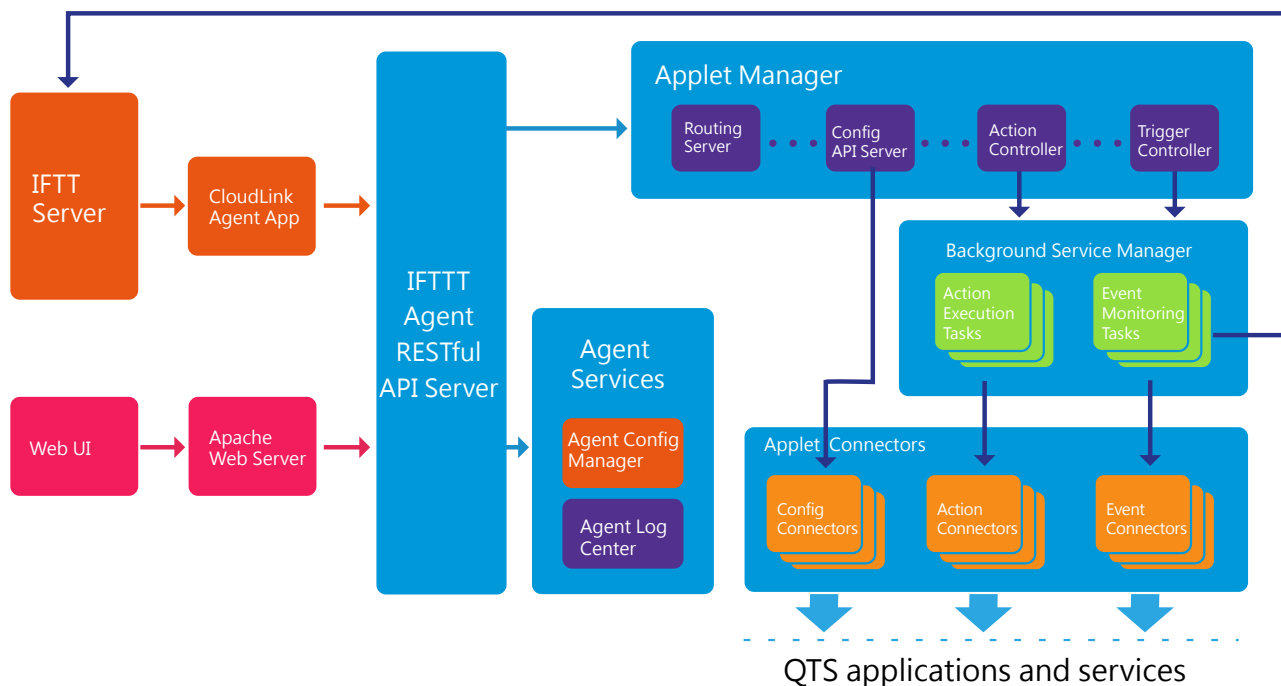 Applet Manager
Routing
Server
Config
API Server
Action
Controller
Trigger
Controller
IFTT
Server
CloudLink
Agent App
IFTTT
Agent
RESTful
API Server
Background Service Manager
Action
Execution
Tasks
Event
Monitoring
Tasks
Agent
Services
Agent Config
Manager
Agent Log
Center
Web UI
Apache
Web Server
Applet Connectors
Config
Connectors
Action
Connectors
Event
Connectors
QTS applications and services